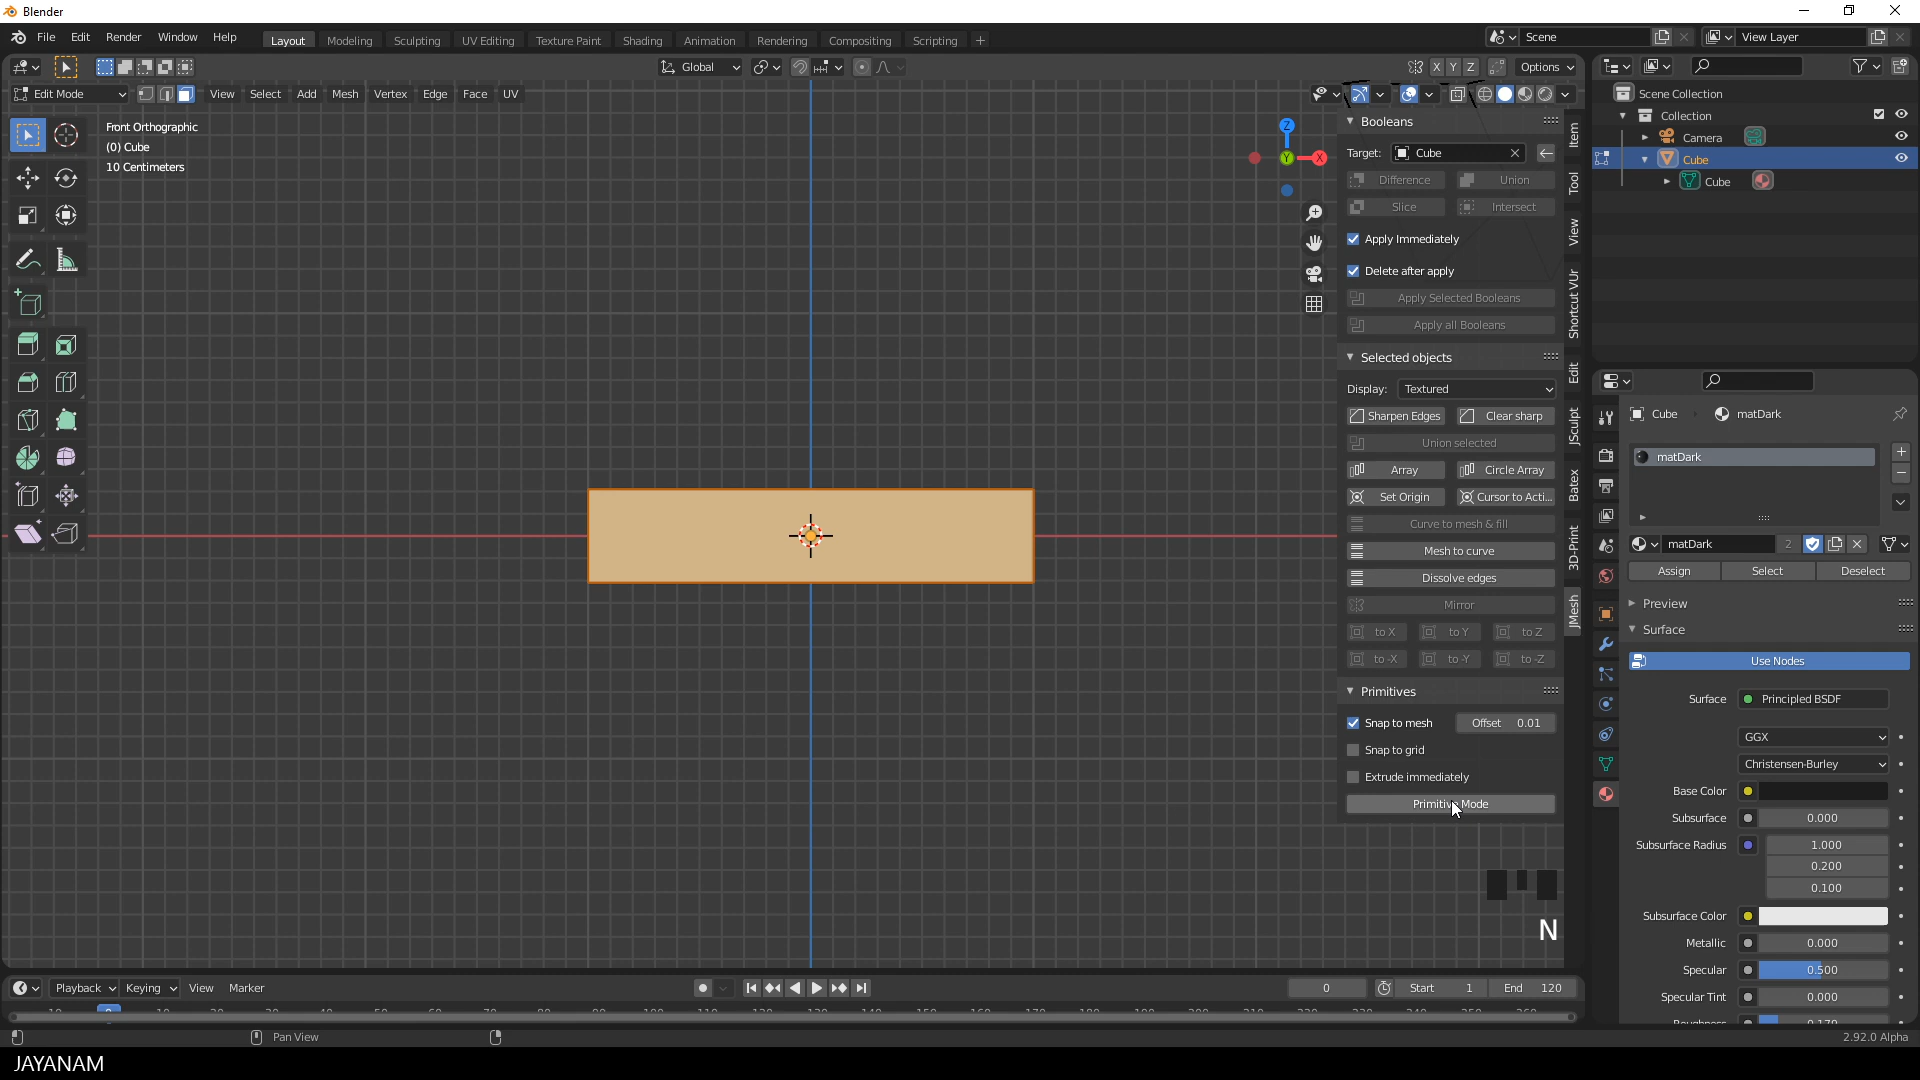 Blender
File Edit Render Window Help
Layout Modeling Sculpting UV Editing Texture Paint Shading Animation Rendering Compositing Scripting +
Scene
View Layer
Global
X Y Z
Options
Edit Mode
View Select Add Mesh Vertex Edge Face UV
Front Orthographic
(0) Cube
10 Centimeters
Z
Y
X
Booleans
Target: Cube
Difference Union
Slice Intersect
Apply Immediately
Delete after apply
Apply Selected Booleans
Apply all Booleans
Selected objects
Display: Textured
Sharpen Edges Clear sharp
Union selected
Array Circle Array
Set Origin Cursor to Acti...
Curve to mesh & fill
Mesh to curve
Dissolve edges
Mirror
to X to Y to Z
to -X to -Y to -Z
Primitives
Snap to mesh Offset 0.01
Snap to grid
Extrude immediately
Primitive Mode
N
Item
Tool
View
Shortcut VUr
Edit
JSculpt
Batex
3D-Print
JMesh
Scene Collection
Collection
Camera
Cube
Cube
Cube matDark
matDark
matDark 2
Assign Select Deselect
Preview
Surface
Use Nodes
Surface Principled BSDF
GGX
Christensen-Burley
Base Color
Subsurface 0.000
Subsurface Radius 1.000
0.200
0.100
Subsurface Color
Metallic 0.000
Specular 0.500
Specular Tint 0.000
Roughness 0.179
Playback Keying View Marker
0 Start 1 End 120
Pan View
2.92.0 Alpha
JAYANAM